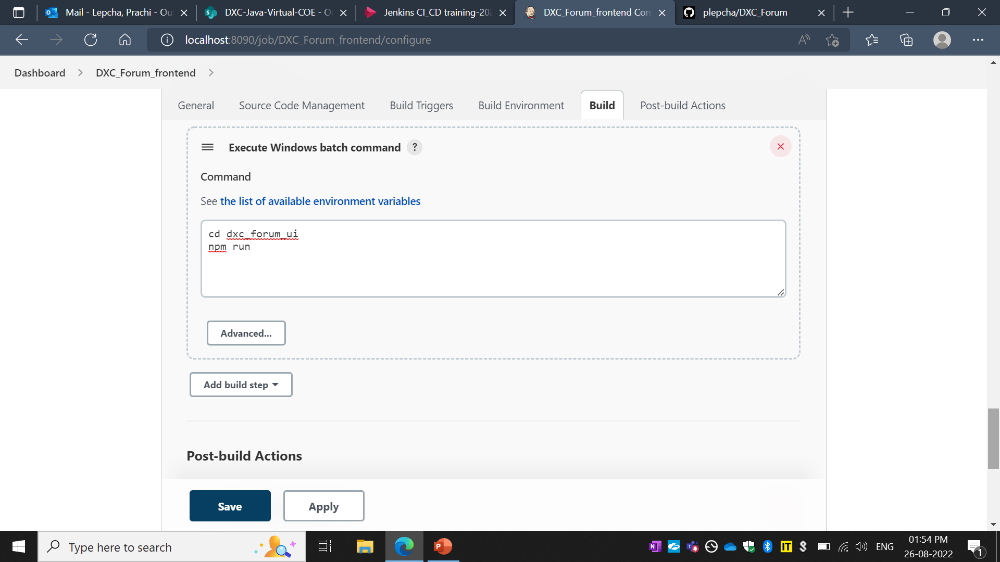 Mail - Lepcha, Prachi - Ou
DXC-Java-Virtual-COE - O
Jenkins CI_CD training-202
DXC_Forum_frontend Con
plepcha/DXC_Forum
localhost:8090/job/DXC_Forum_frontend/configure
Dashboard
DXC_Forum_frontend
General
Source Code Management
Build Triggers
Build Environment
Build
Post-build Actions
Execute Windows batch command
?
Command
See the list of available environment variables
cd dxc_forum_ui
npm run
Advanced...
Add build step
Post-build Actions
Save
Apply
Type here to search
ENG
01:54 PM
26-08-2022
1